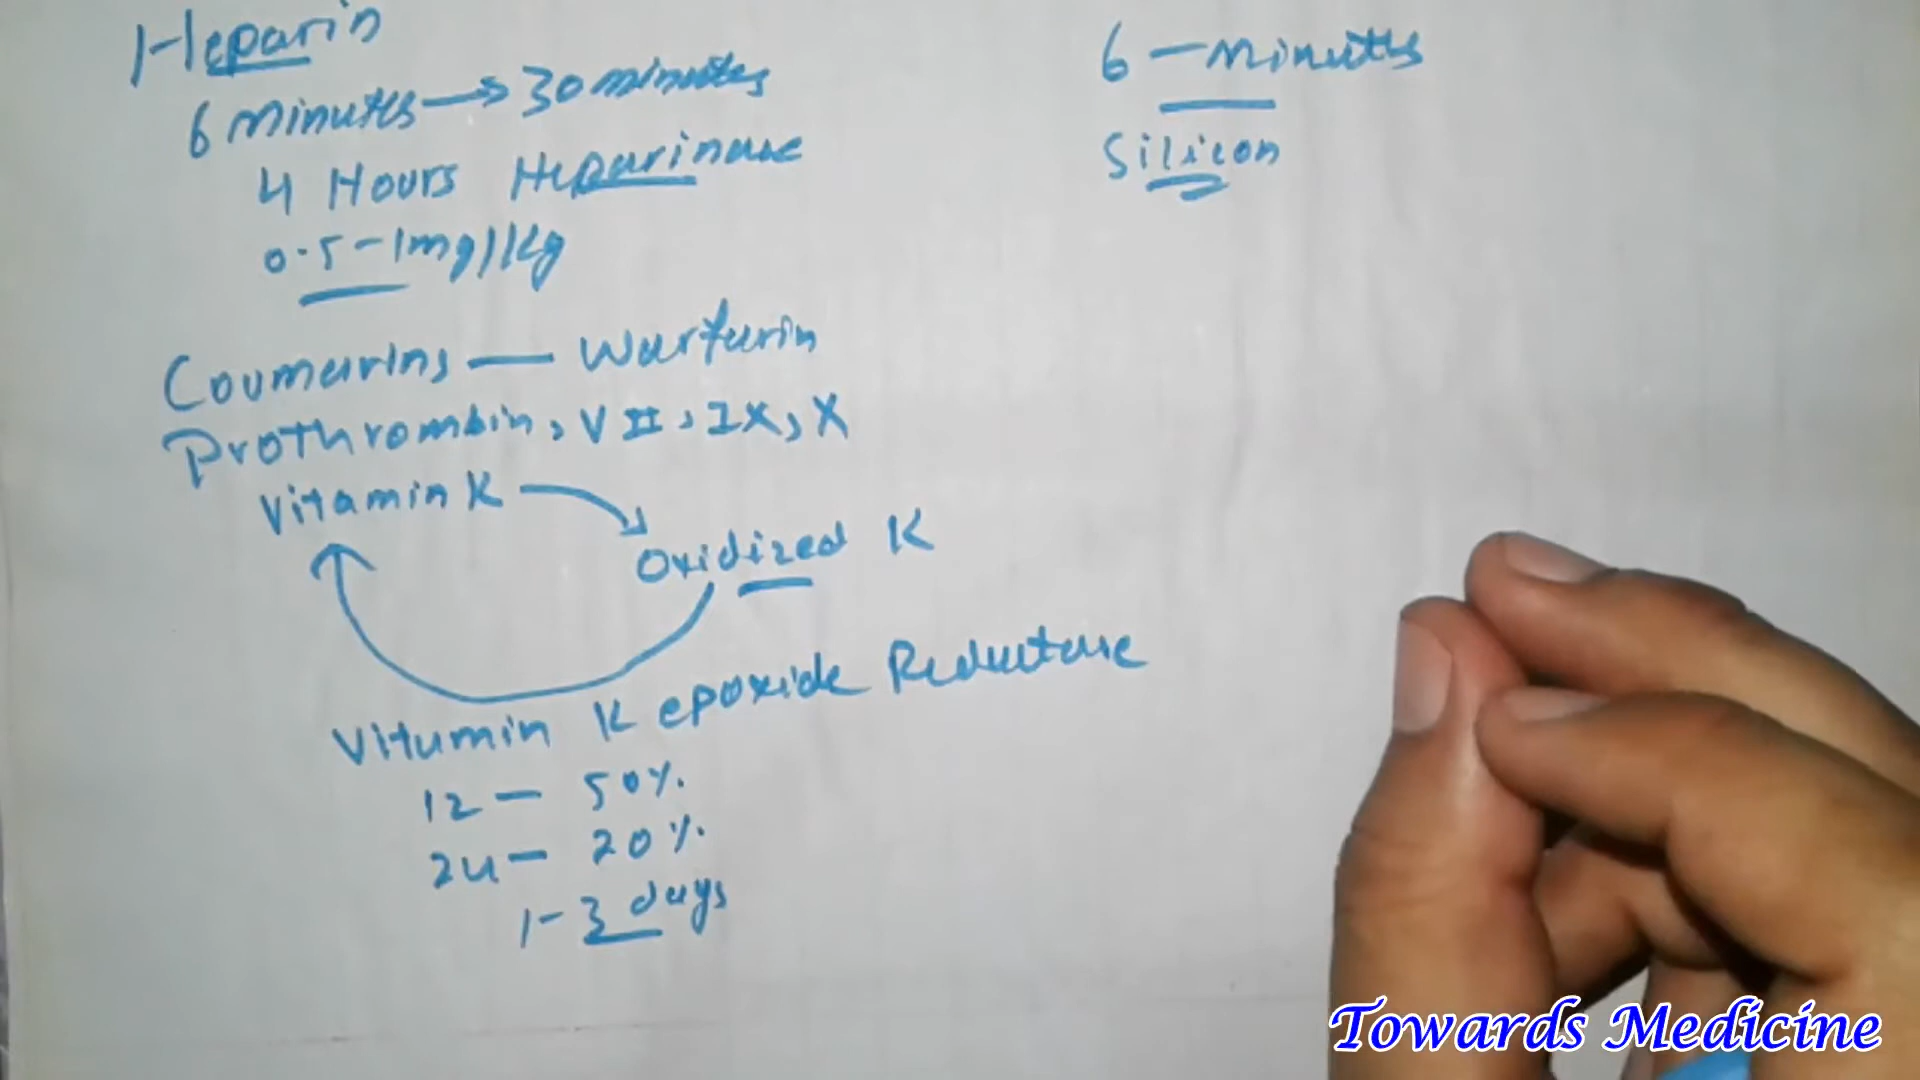 Heparin
6 minutes → 30 minutes
4 Hours Heparinase
0.5-1mg/Kg
Coumarins — Warfarin
Prothrombin, VII, IX, X
Vitamin K
Oxidized K
Vitamin K epoxide Reductase
12 — 50%
24 — 20%
1-3 days
6 — minutes
Silicon
Towards Medicine